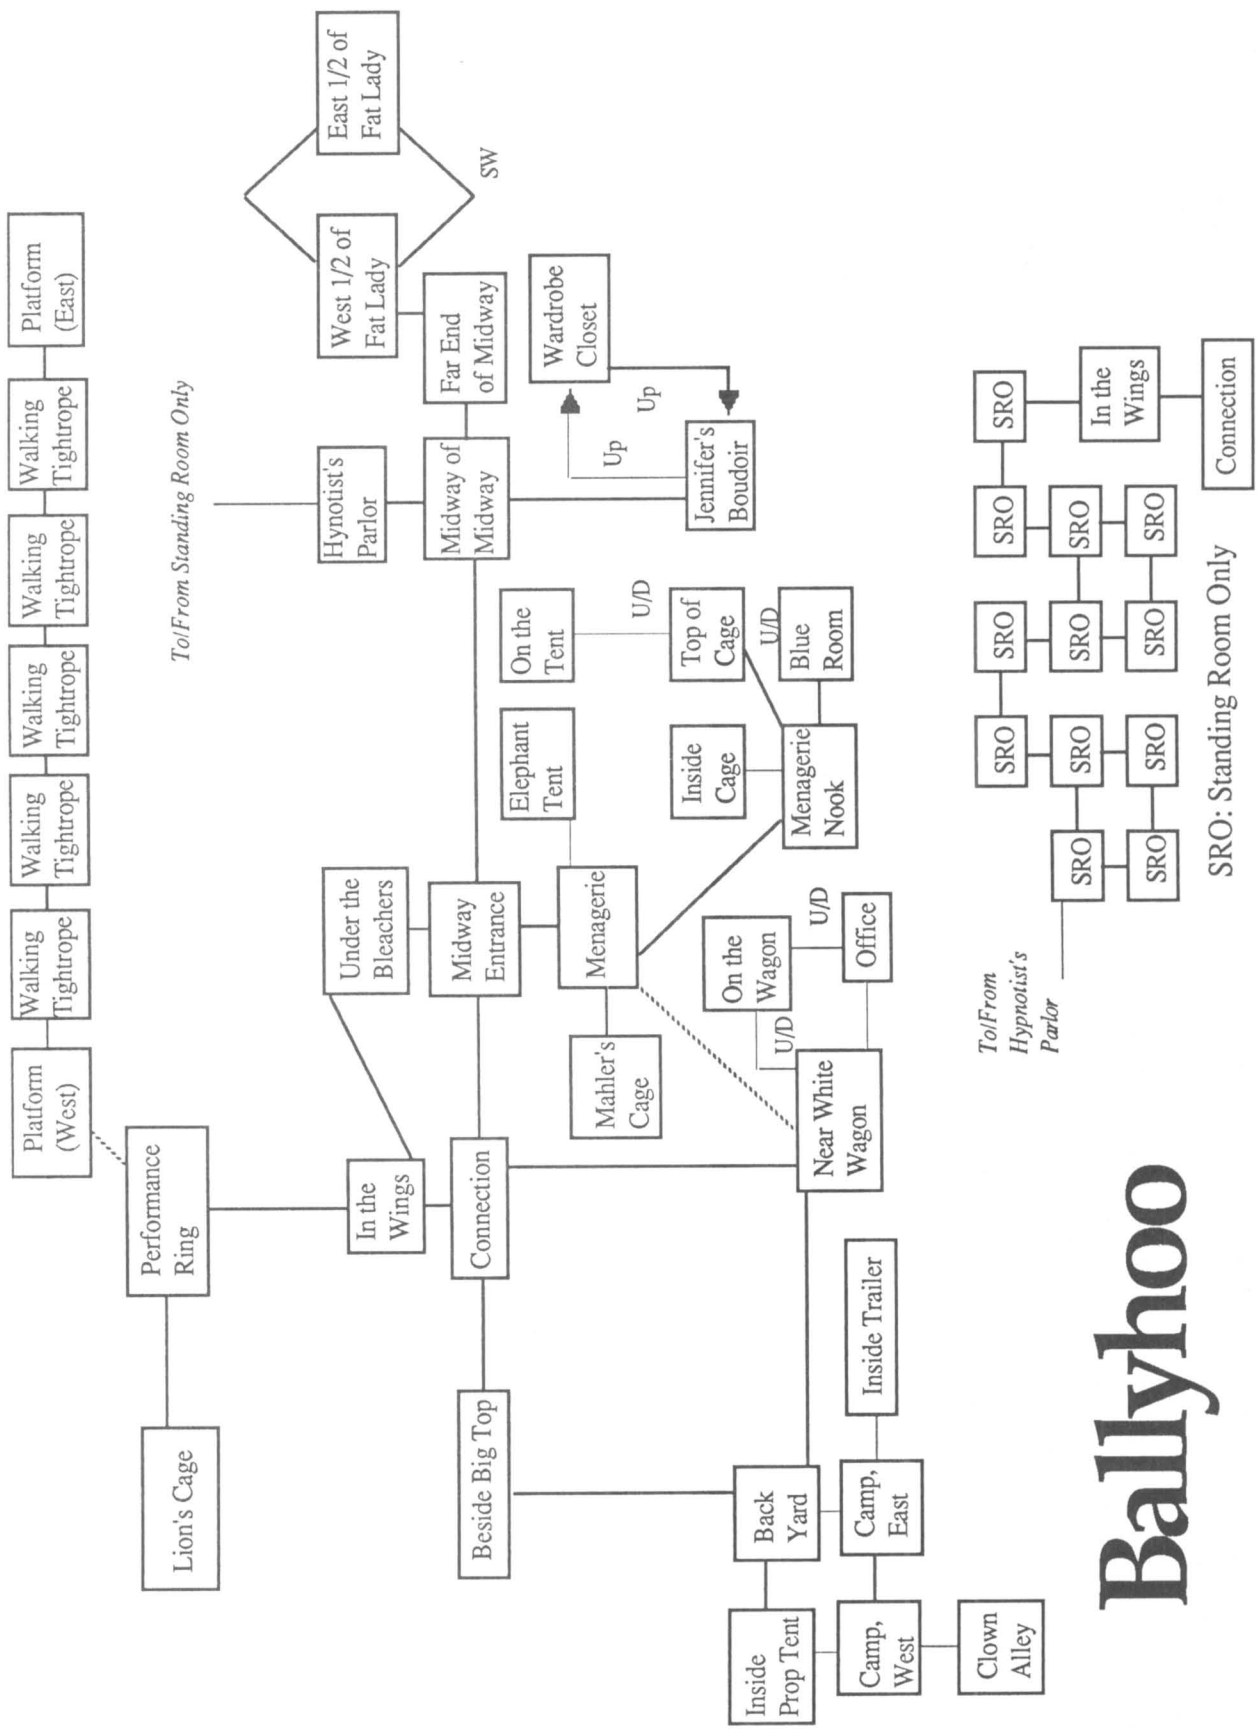 Platform
(West)
Walking
Tightrope
Walking
Tightrope
Walking
Tightrope
Walking
Tightrope
Walking
Tightrope
Platform
(East)
Lion's Cage
Performance
Ring
To/From Standing Room Only
In the
Wings
Under the
Bleachers
Hynotist's
Parlor
West 1/2 of
Fat Lady
East 1/2 of
Fat Lady
SW
Beside Big Top
Connection
Midway
Entrance
Midway of
Midway
Far End
of Midway
Mahler's
Cage
Menagerie
Elephant
Tent
On the
Tent
U/D
Wardrobe
Closet
Up
Up
Inside
Cage
Top of
Cage
Jennifer's
Boudoir
On the
Wagon
U/D
U/D
U/D
Inside
Prop Tent
Back
Yard
Near White
Wagon
Office
Menagerie
Nook
Blue
Room
Camp,
West
Camp,
East
Inside Trailer
Clown
Alley
To/From
Hypnotist's
Parlor
SRO
SRO
SRO
SRO
SRO
SRO
SRO
SRO
SRO
SRO
SRO
SRO
In the
Wings
Connection
Ballyhoo
SRO: Standing Room Only